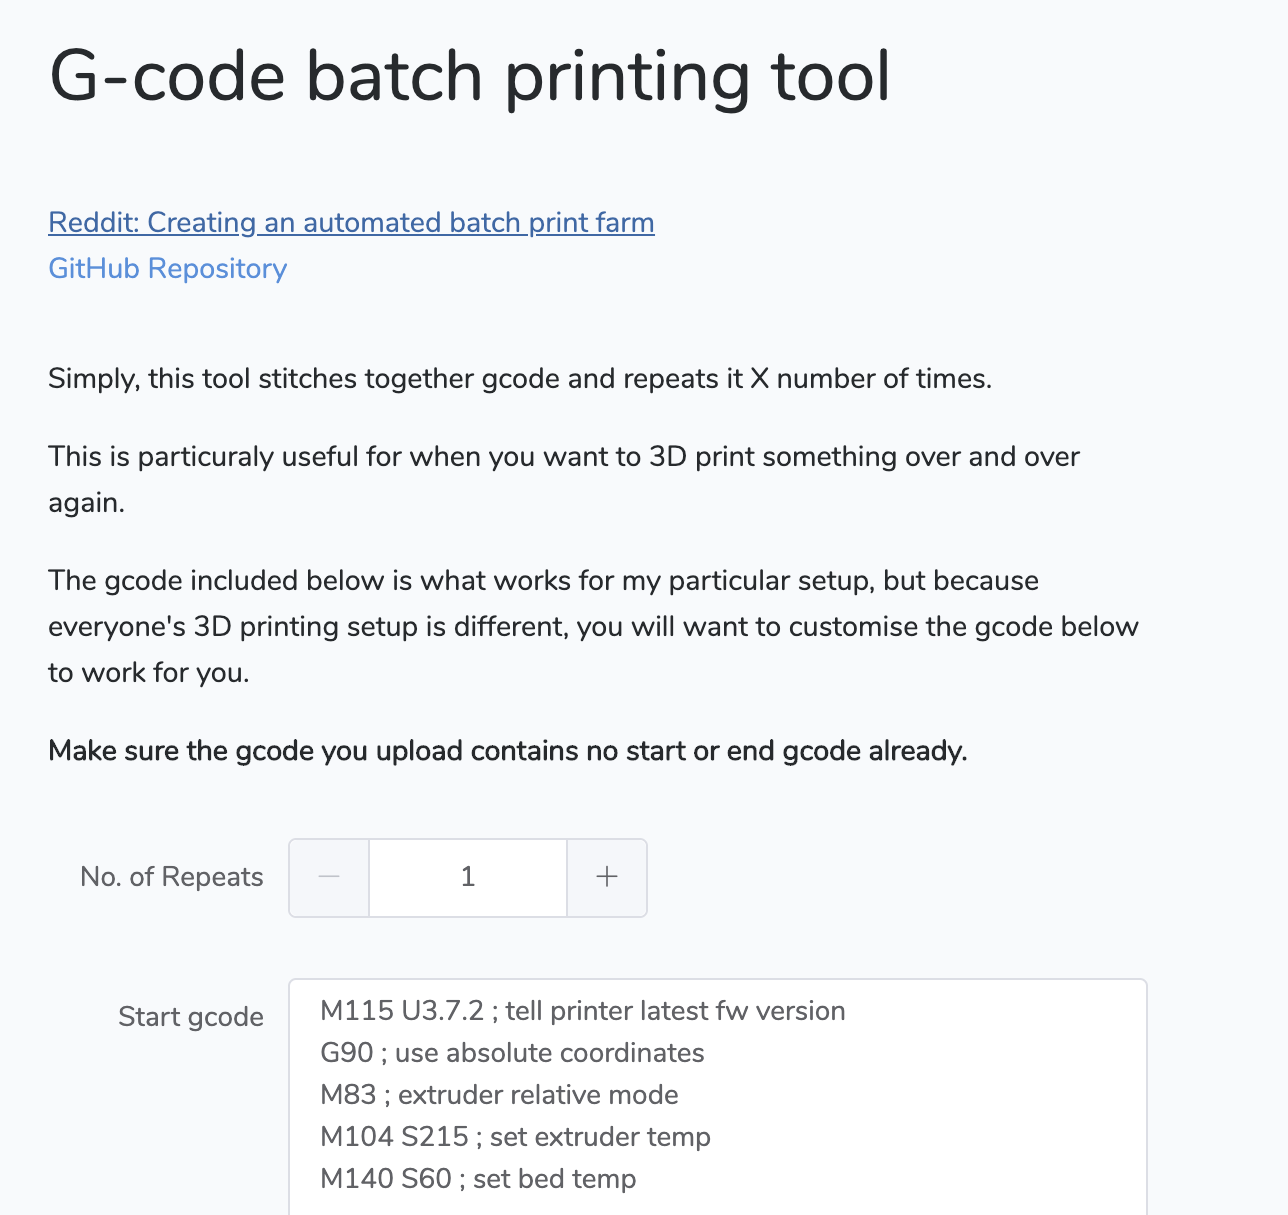 G-code batch printing tool
Reddit: Creating an automated batch print farm
GitHub Repository
Simply, this tool stitches together gcode and repeats it X number of times.
This is particuraly useful for when you want to 3D print something over and over
again.
The gcode included below is what works for my particular setup, but because
everyone's 3D printing setup is different, you will want to customise the gcode below
to work for you.
Make sure the gcode you upload contains no start or end gcode already.
No. of Repeats − 1 +
Start gcode
M115 U3.7.2 ; tell printer latest fw version
G90 ; use absolute coordinates
M83 ; extruder relative mode
M104 S215 ; set extruder temp
M140 S60 ; set bed temp